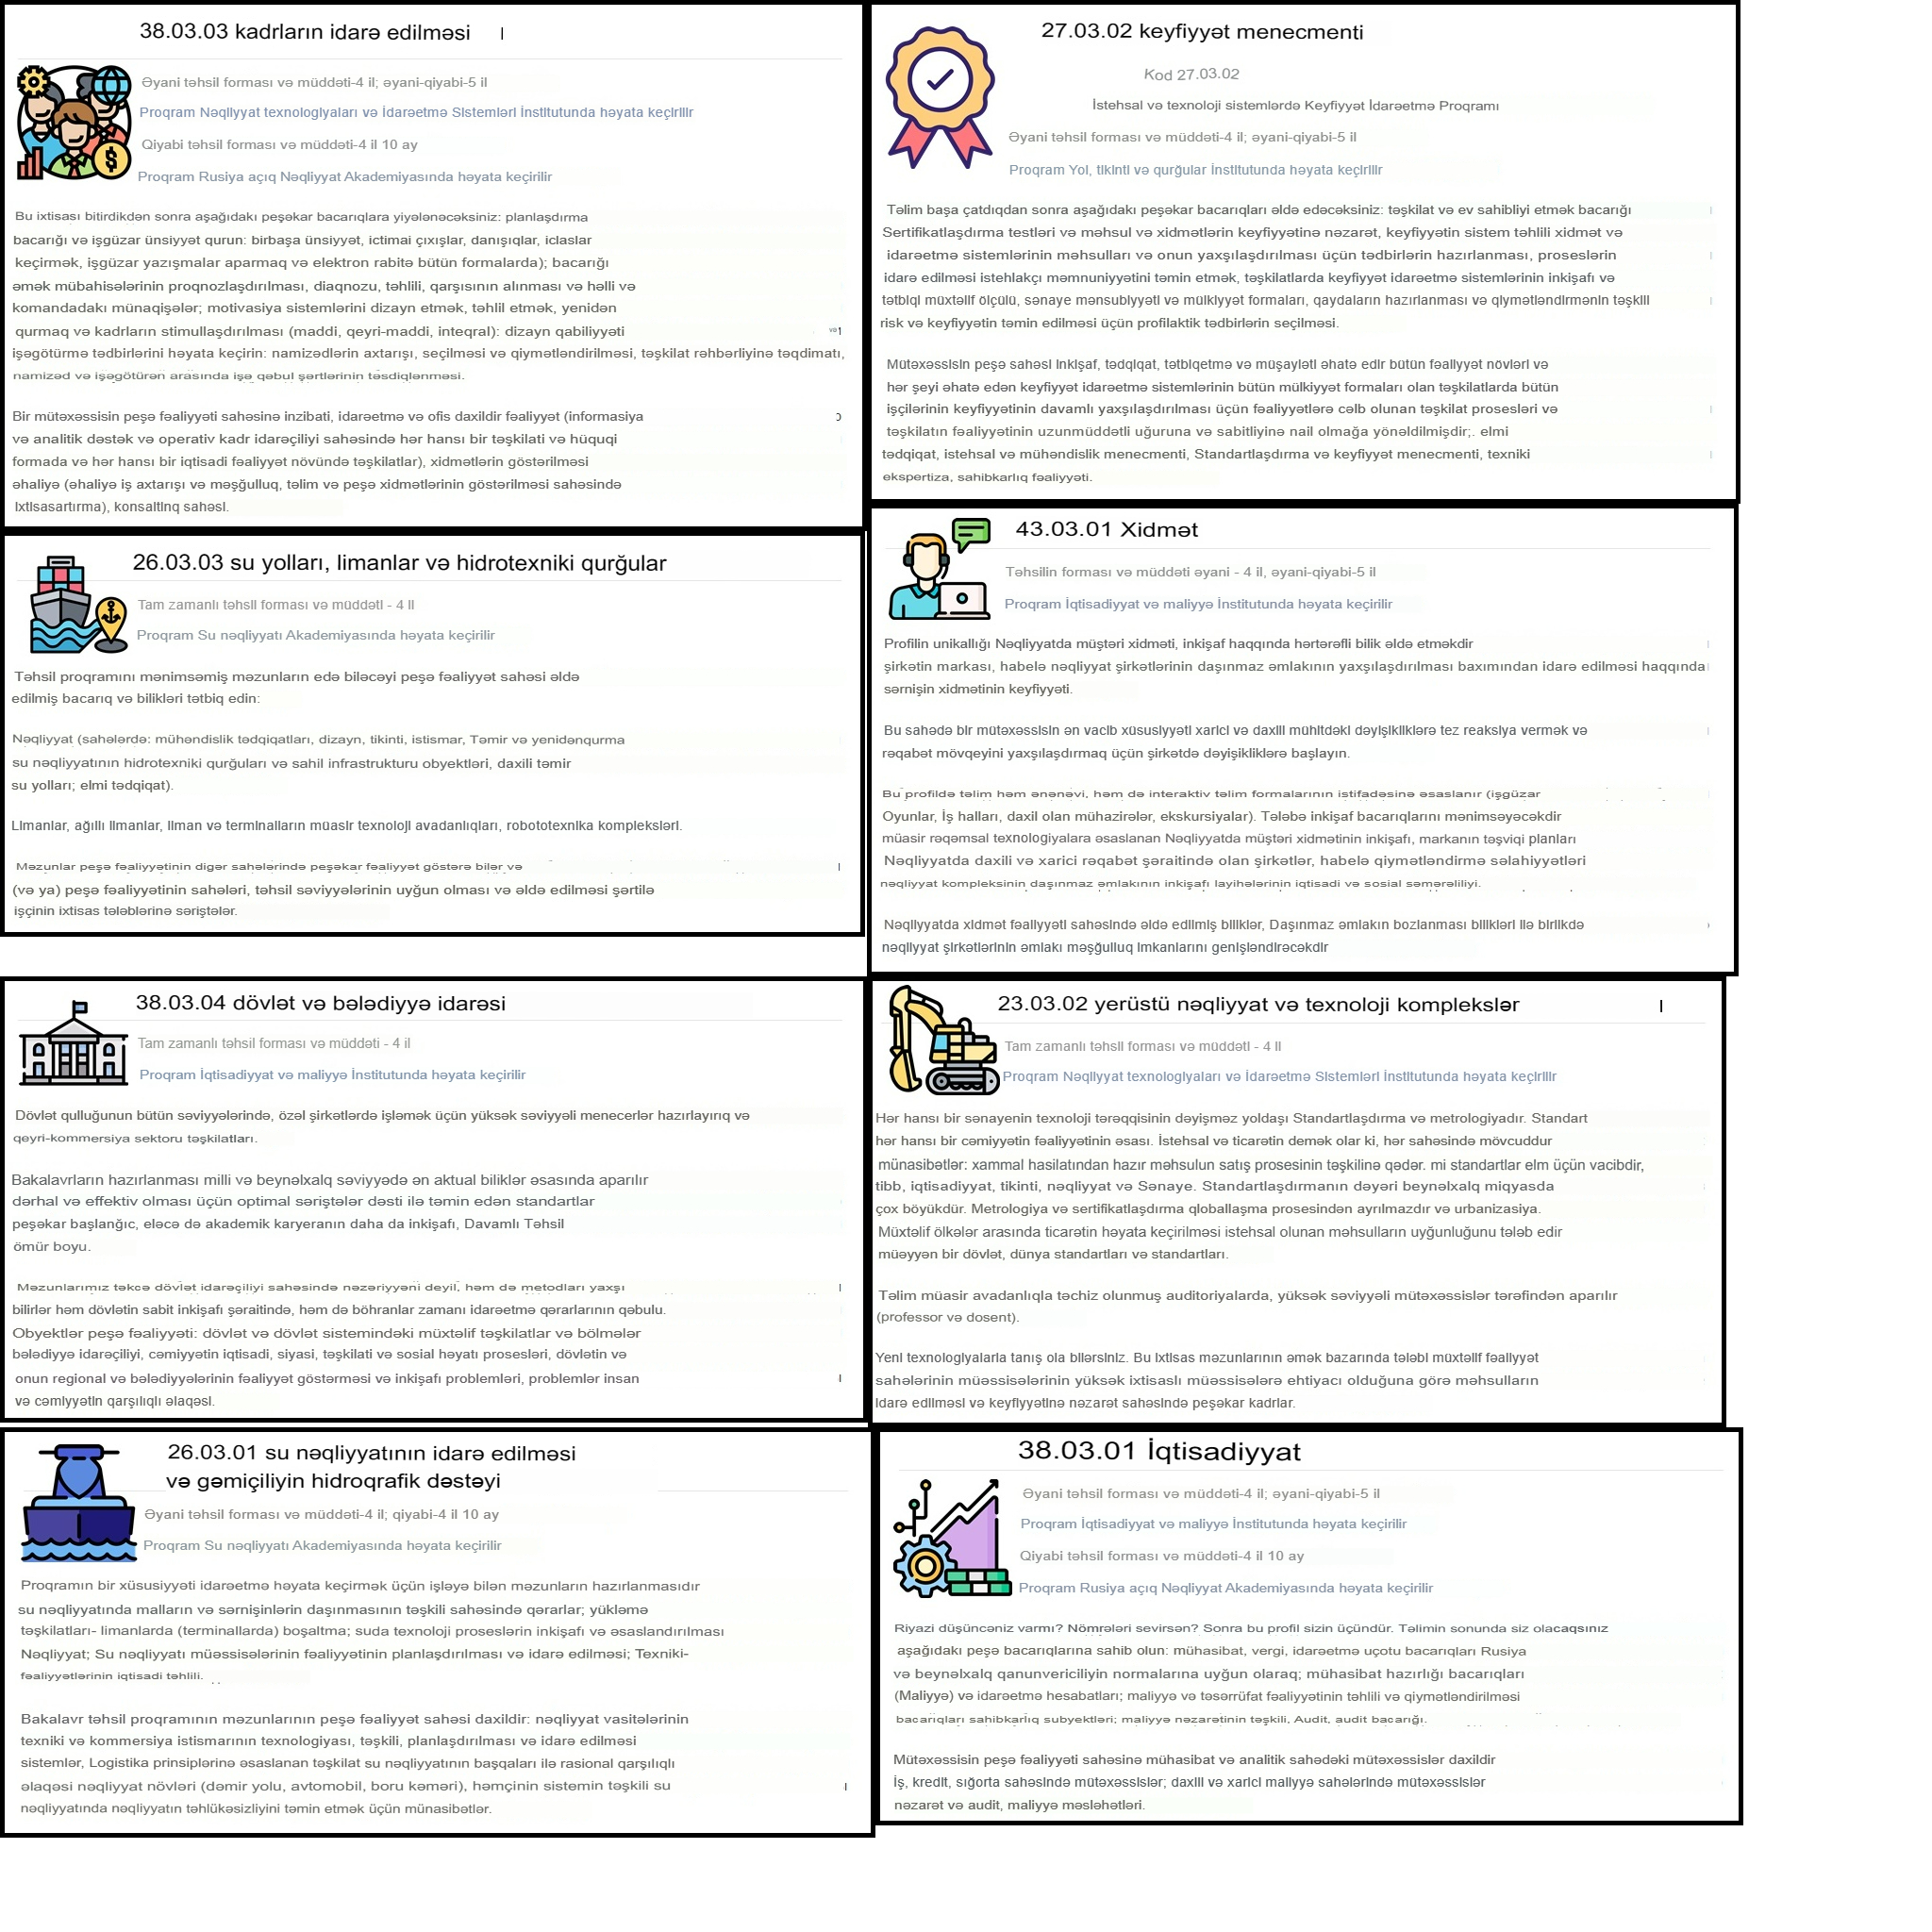 38.03.03 kadrların idarə edilməsi
Əyani təhsil forması və müddəti-4 il; əyani-qiyabi-5 il
Proqram Nəqliyyat texnologiyaları və İdarəetmə Sistemləri İnstitutunda həyata keçirilir
Qiyabi təhsil forması və müddəti-4 il 10 ay
Proqram Rusiya açıq Nəqliyyat Akademiyasında həyata keçirilir
Bu ixtisası bitirdikdən sonra aşağıdakı peşəkar bacarıqlara yiyələnəcəksiniz: planlaşdırma
bacarığı və işgüzar ünsiyyət qurun: birbaşa ünsiyyət, ictimai çıxışlar, danışıqlar, iclaslar
keçirmək, işgüzar yazışmalar aparmaq və elektron rabitə bütün formalarda); bacarığı
əmək mübahisələrinin proqnozlaşdırılması, diaqnozu, təhlili, qarşısının alınması və həlli və
komandadakı münaqişələr; motivasiya sistemlərini dizayn etmək, təhlil etmək, yenidən
qurmaq və kadrların stimullaşdırılması (maddi, qeyri-maddi, inteqral): dizayn qabiliyyəti
işəgötürmə tədbirlərini həyata keçirin: namizədlərin axtarışı, seçilməsi və qiymətləndirilməsi, təşkilat rəhbərliyinə təqdimatı,
namizəd və işəgötürən arasında işə qəbul şərtlərinin təsdiqlənməsi.
Bir mütəxəssisin peşə fəaliyyəti sahəsinə inzibati, idarəetmə və ofis daxildir fəaliyyət (informasiya
və analitik dəstək və operativ kadr idarəçiliyi sahəsində hər hansı bir təşkilati və hüquqi
formada və hər hansı bir iqtisadi fəaliyyət növündə təşkilatlar), xidmətlərin göstərilməsi
əhaliyə (əhaliyə iş axtarışı və məşğulluq, təlim və peşə xidmətlərinin göstərilməsi sahəsində
ixtisasartırma), konsaltinq sahəsi.
27.03.02 keyfiyyət menecmenti
Kod 27.03.02
İstehsal və texnoloji sistemlərdə Keyfiyyət İdarəetmə Proqramı
Əyani təhsil forması və müddəti-4 il; əyani-qiyabi-5 il
Proqram Yol, tikinti və qurğular İnstitutunda həyata keçirilir
Təlim başa çatdıqdan sonra aşağıdakı peşəkar bacarıqları əldə edəcəksiniz: təşkilat və ev sahibliyi etmək bacarığı
Sertifikatlaşdırma testləri və məhsul və xidmətlərin keyfiyyətinə nəzarət, keyfiyyətin sistem təhlili xidmət və
idarəetmə sistemlərinin məhsulları və onun yaxşılaşdırılması üçün tədbirlərin hazırlanması, proseslərin
idarə edilməsi istehlakçı məmnuniyyətini təmin etmək, təşkilatlarda keyfiyyət idarəetmə sistemlərinin inkişafı və
tətbiqi müxtəlif ölçülü, sənaye mənsubiyyəti və mülkiyyət formaları, qaydaların hazırlanması və qiymətləndirmənin təşkili
risk və keyfiyyətin təmin edilməsi üçün profilaktik tədbirlərin seçilməsi.
Mütəxəssisin peşə sahəsi inkişaf, tədqiqat, tətbiqetmə və müşayiəti əhatə edir bütün fəaliyyət növləri və
hər şeyi əhatə edən keyfiyyət idarəetmə sistemlərinin bütün mülkiyyət formaları olan təşkilatlarda bütün
işçilərinin keyfiyyətinin davamlı yaxşılaşdırılması üçün fəaliyyətlərə cəlb olunan təşkilat prosesləri və
təşkilatın fəaliyyətinin uzunmüddətli uğuruna və sabitliyinə nail olmağa yönəldilmişdir;. elmi
tədqiqat, istehsal və mühəndislik menecmenti, Standartlaşdırma və keyfiyyət menecmenti, texniki
ekspertiza, sahibkarlıq fəaliyyəti.
26.03.03 su yolları, limanlar və hidrotexniki qurğular
Tam zamanlı təhsil forması və müddəti - 4 il
Proqram Su nəqliyyatı Akademiyasında həyata keçirilir
Təhsil proqramını mənimsəmiş məzunların edə biləcəyi peşə fəaliyyət sahəsi əldə
edilmiş bacarıq və bilikləri tətbiq edin:
Nəqliyyat (sahələrdə: mühəndislik tədqiqatları, dizayn, tikinti, istismar, Təmir və yenidənqurma
su nəqliyyatının hidrotexniki qurğuları və sahil infrastrukturu obyektləri, daxili təmir
su yolları; elmi tədqiqat).
Limanlar, ağıllı limanlar, liman və terminalların müasir texnoloji avadanlıqları, robototexnika kompleksləri.
Məzunlar peşə fəaliyyətinin digər sahələrində peşəkar fəaliyyət göstərə bilər və
(və ya) peşə fəaliyyətinin sahələri, təhsil səviyyələrinin uyğun olması və əldə edilməsi şərtilə
işçinin ixtisas tələblərinə səriştələr.
43.03.01 Xidmət
Təhsilin forması və müddəti əyani - 4 il, əyani-qiyabi-5 il
Proqram İqtisadiyyat və maliyyə İnstitutunda həyata keçirilir
Profilin unikallığı Nəqliyyatda müştəri xidməti, inkişaf haqqında hərtərəfli bilik əldə etməkdir
şirkətin markası, habelə nəqliyyat şirkətlərinin daşınmaz əmlakının yaxşılaşdırılması baxımından idarə edilməsi haqqında
sərnişin xidmətinin keyfiyyəti.
Bu sahədə bir mütəxəssisin ən vacib xüsusiyyəti xarici və daxili mühitdəki dəyişikliklərə tez reaksiya vermək və
rəqabət mövqeyini yaxşılaşdırmaq üçün şirkətdə dəyişikliklərə başlayın.
Bu profildə təlim həm ənənəvi, həm də interaktiv təlim formalarının istifadəsinə əsaslanır (işgüzar
Oyunlar, İş halları, daxil olan mühazirələr, ekskursiyalar). Tələbə inkişaf bacarıqlarını mənimsəyəcəkdir
müasir rəqəmsal texnologiyalara əsaslanan Nəqliyyatda müştəri xidmətinin inkişafı, markanın təşviqi planları
Nəqliyyatda daxili və xarici rəqabət şəraitində olan şirkətlər, habelə qiymətləndirmə səlahiyyətləri
nəqliyyat kompleksinin daşınmaz əmlakının inkişafı layihələrinin iqtisadi və sosial səmərəliliyi.
Nəqliyyatda xidmət fəaliyyəti sahəsində əldə edilmiş biliklər, Daşınmaz əmlakın bozlanması bilikləri ilə birlikdə
nəqliyyat şirkətlərinin əmlakı məşğulluq imkanlarını genişləndirəcəkdir
38.03.04 dövlət və bələdiyyə idarəsi
Tam zamanlı təhsil forması və müddəti - 4 il
Proqram İqtisadiyyat və maliyyə İnstitutunda həyata keçirilir
Dövlət qulluğunun bütün səviyyələrində, özəl şirkətlərdə işləmək üçün yüksək səviyyəli menecerlər hazırlayırıq və
qeyri-kommersiya sektoru təşkilatları.
Bakalavrların hazırlanması milli və beynəlxalq səviyyədə ən aktual biliklər əsasında aparılır
dərhal və effektiv olması üçün optimal səriştələr dəsti ilə təmin edən standartlar
peşəkar başlanğıc, eləcə də akademik karyeranın daha da inkişafı, Davamlı Təhsil
ömür boyu.
Məzunlarımız təkcə dövlət idarəçiliyi sahəsində nəzəriyyəni deyil, həm də metodları yaxşı
bilirlər həm dövlətin sabit inkişafı şəraitində, həm də böhranlar zamanı idarəetmə qərarlarının qəbulu.
Obyektlər peşə fəaliyyəti: dövlət və dövlət sistemindəki müxtəlif təşkilatlar və bölmələr
bələdiyyə idarəçiliyi, cəmiyyətin iqtisadi, siyasi, təşkilati və sosial həyatı prosesləri, dövlətin və
onun regional və bələdiyyələrinin fəaliyyət göstərməsi və inkişafı problemləri, problemlər insan
və cəmiyyətin qarşılıqlı əlaqəsi.
23.03.02 yerüstü nəqliyyat və texnoloji komplekslər
Tam zamanlı təhsil forması və müddəti - 4 il
Proqram Nəqliyyat texnologiyaları və İdarəetmə Sistemləri İnstitutunda həyata keçirilir
Hər hansı bir sənayenin texnoloji tərəqqisinin dəyişməz yoldaşı Standartlaşdırma və metrologiyadır. Standart
hər hansı bir cəmiyyətin fəaliyyətinin əsası. İstehsal və ticarətin demək olar ki, hər sahəsində mövcuddur
münasibətlər: xammal hasilatından hazır məhsulun satış prosesinin təşkilinə qədər. mi standartlar elm üçün vacibdir,
tibb, iqtisadiyyat, tikinti, nəqliyyat və Sənaye. Standartlaşdırmanın dəyəri beynəlxalq miqyasda
çox böyükdür. Metrologiya və sertifikatlaşdırma qloballaşma prosesindən ayrılmazdır və urbanizasiya.
Müxtəlif ölkələr arasında ticarətin həyata keçirilməsi istehsal olunan məhsulların uyğunluğunu tələb edir
müəyyən bir dövlət, dünya standartları və standartları.
Təlim müasir avadanlıqla təchiz olunmuş auditoriyalarda, yüksək səviyyəli mütəxəssislər tərəfindən aparılır
(professor və dosent).
Yeni texnologiyalarla tanış ola bilərsiniz. Bu ixtisas məzunlarının əmək bazarında tələbi müxtəlif fəaliyyət
sahələrinin müəssisələrinin yüksək ixtisaslı müəssisələrə ehtiyacı olduğuna görə məhsulların
idarə edilməsi və keyfiyyətinə nəzarət sahəsində peşəkar kadrlar.
26.03.01 su nəqliyyatının idarə edilməsi
və gəmiçiliyin hidroqrafik dəstəyi
Əyani təhsil forması və müddəti-4 il; qiyabi-4 il 10 ay
Proqram Su nəqliyyatı Akademiyasında həyata keçirilir
Proqramın bir xüsusiyyəti idarəetmə həyata keçirmək üçün işləyə bilən məzunların hazırlanmasıdır
su nəqliyyatında malların və sərnişinlərin daşınmasının təşkili sahəsində qərarlar; yükləmə
təşkilatları- limanlarda (terminallarda) boşaltma; suda texnoloji proseslərin inkişafı və əsaslandırılması
Nəqliyyat; Su nəqliyyatı müəssisələrinin fəaliyyətinin planlaşdırılması və idarə edilməsi; Texniki-
fəaliyyətlərinin iqtisadi təhlili.
Bakalavr təhsil proqramının məzunlarının peşə fəaliyyət sahəsi daxildir: nəqliyyat vasitələrinin
texniki və kommersiya istismarının texnologiyası, təşkili, planlaşdırılması və idarə edilməsi
sistemlər, Logistika prinsiplərinə əsaslanan təşkilat su nəqliyyatının başqaları ilə rasional qarşılıqlı
əlaqəsi nəqliyyat növləri (dəmir yolu, avtomobil, boru kəməri), həmçinin sistemin təşkili su
nəqliyyatında nəqliyyatın təhlükəsizliyini təmin etmək üçün münasibətlər.
38.03.01 İqtisadiyyat
Əyani təhsil forması və müddəti-4 il; əyani-qiyabi-5 il
Proqram İqtisadiyyat və maliyyə İnstitutunda həyata keçirilir
Qiyabi təhsil forması və müddəti-4 il 10 ay
Proqram Rusiya açıq Nəqliyyat Akademiyasında həyata keçirilir
Riyazi düşüncəniz varmı? Nömrələri sevirsən? Sonra bu profil sizin üçündür. Təlimin sonunda siz olacaqsınız
aşağıdakı peşə bacarıqlarına sahib olun: mühasibat, vergi, idarəetmə uçotu bacarıqları Rusiya
və beynəlxalq qanunvericiliyin normalarına uyğun olaraq; mühasibat hazırlığı bacarıqları
(Maliyyə) və idarəetmə hesabatları; maliyyə və təsərrüfat fəaliyyətinin təhlili və qiymətləndirilməsi
bacarıqları sahibkarlıq subyektləri; maliyyə nəzarətinin təşkili, Audit, audit bacarığı.
Mütəxəssisin peşə fəaliyyəti sahəsinə mühasibat və analitik sahədəki mütəxəssislər daxildir
İş, kredit, sığorta sahəsində mütəxəssislər; daxili və xarici maliyyə sahələrində mütəxəssislər
nəzarət və audit, maliyyə məsləhətləri.